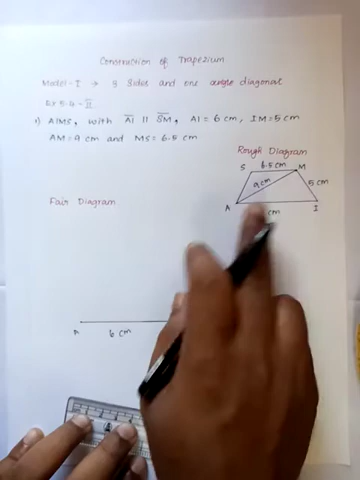 Construction of Trapezium
Model-I → 3 Sides and one diagonal
Ex 5.4 - II
1) AIMS, with AI || SM, AI = 6 cm, IM = 5 cm
AM = 9 cm and MS = 6.5 cm
Rough Diagram
S 6.5 cm M
9 cm 5 cm
A cm I
Fair Diagram
A 6 cm